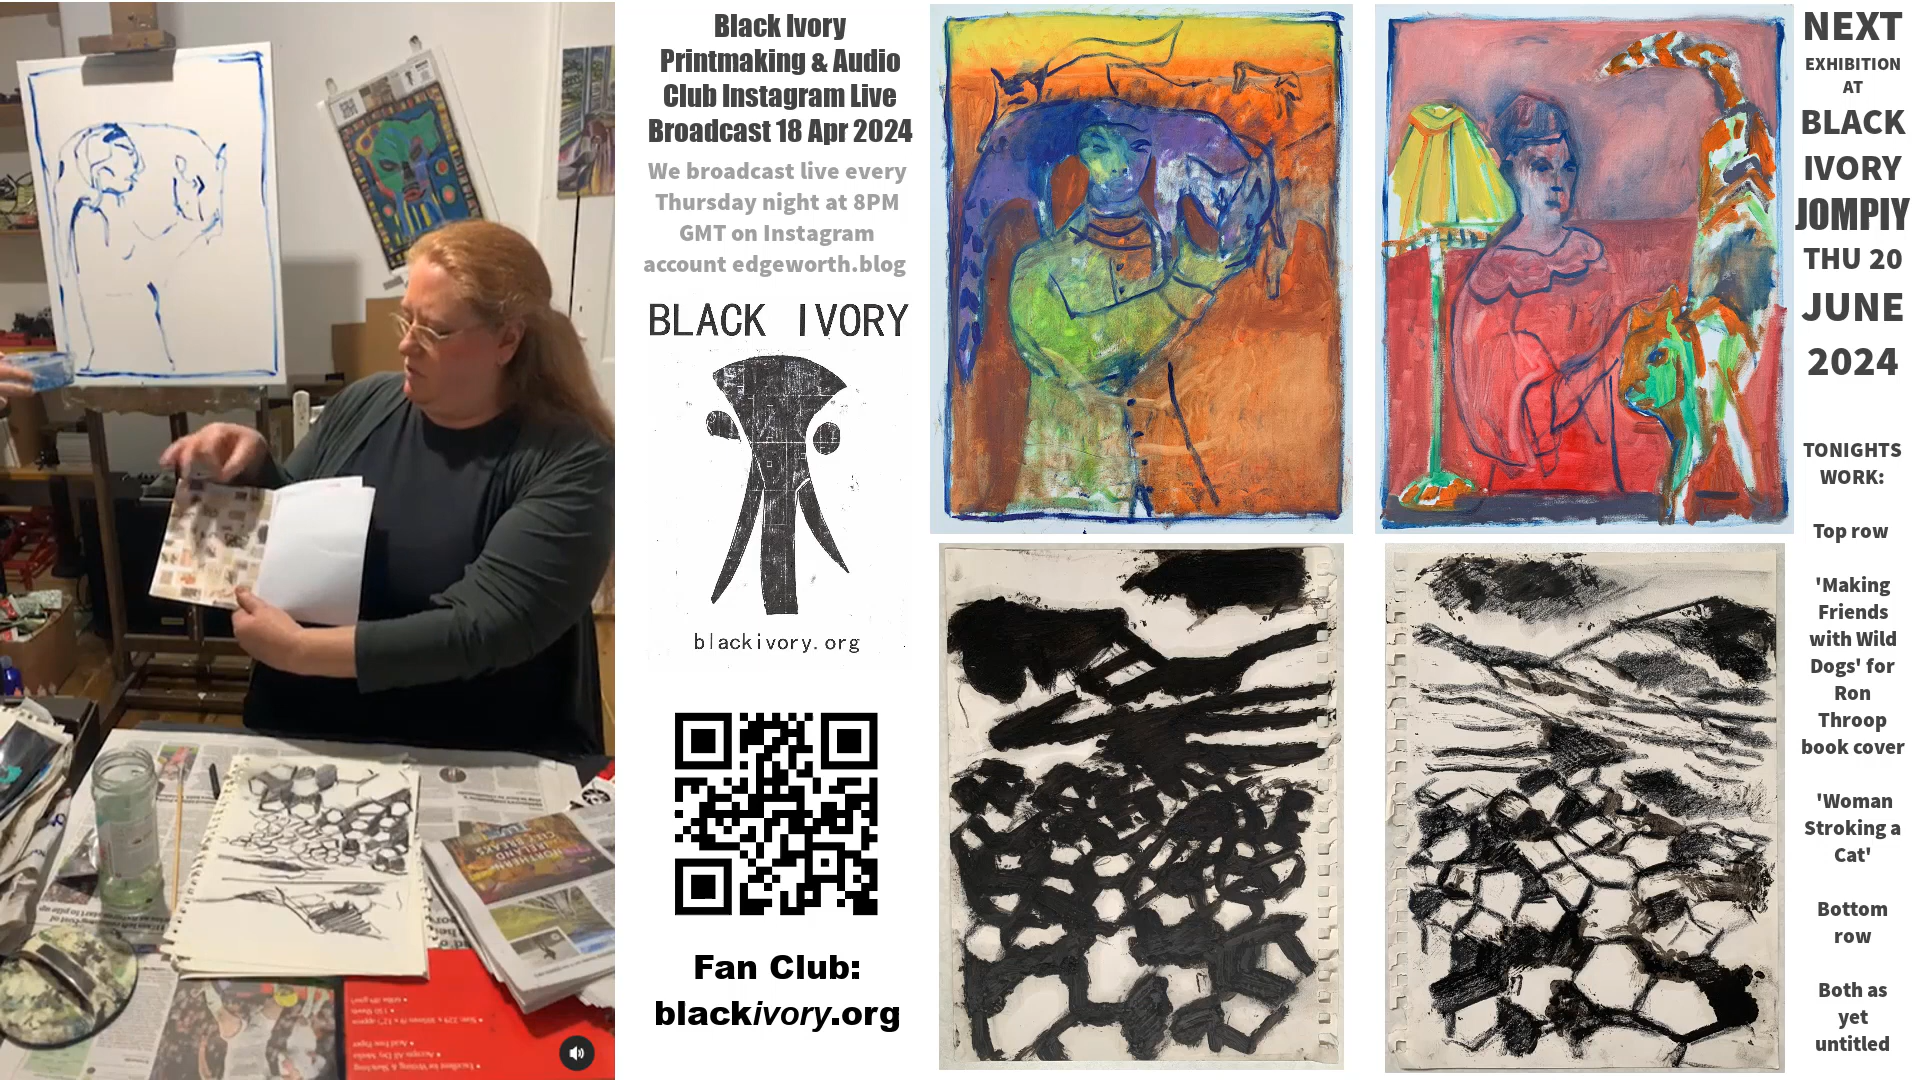 Black Ivory
Printmaking & Audio
Club Instagram Live
Broadcast 18 Apr 2024
We broadcast live every
Thursday night at 8PM
GMT on Instagram
account edgeworth.blog
BLACK IVORY
blackivory.org
Fan Club:
blackivory.org
NEXT
EXHIBITION
AT
BLACK
IVORY
JOMPIY
THU 20
JUNE
2024
TONIGHTS
WORK:
Top row
'Making
Friends
with Wild
Dogs' for
Ron
Throop
book cover
'Woman
Stroking a
Cat'
Bottom
row
Both as
yet
untitled